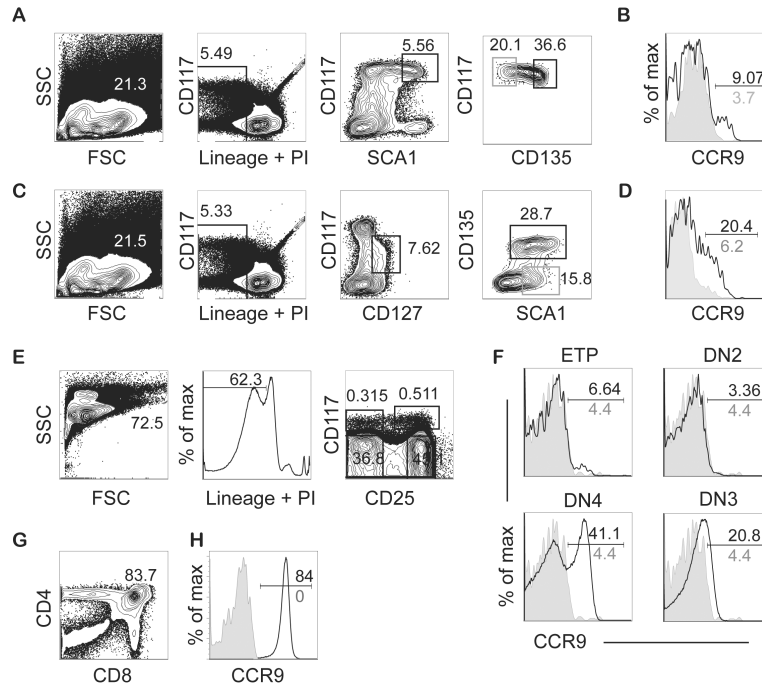 A
SSC
21.3
FSC
CD117
5.49
Lineage + PI
CD117
5.56
SCA1
CD117
20.1 36.6
CD135
B
% of max
9.07
3.7
CCR9
C
SSC
21.5
FSC
CD117
5.33
Lineage + PI
CD117
7.62
CD127
CD135
28.7
15.8
SCA1
D
20.4
6.2
CCR9
E
SSC
72.5
FSC
% of max
62.3
Lineage + PI
CD117
0.315 0.511
36.8
CD25
F
ETP
6.64
4.4
DN2
3.36
4.4
DN4
41.1
4.4
DN3
20.8
4.4
% of max
CCR9
G
CD4
83.7
CD8
H
% of max
84
0
CCR9